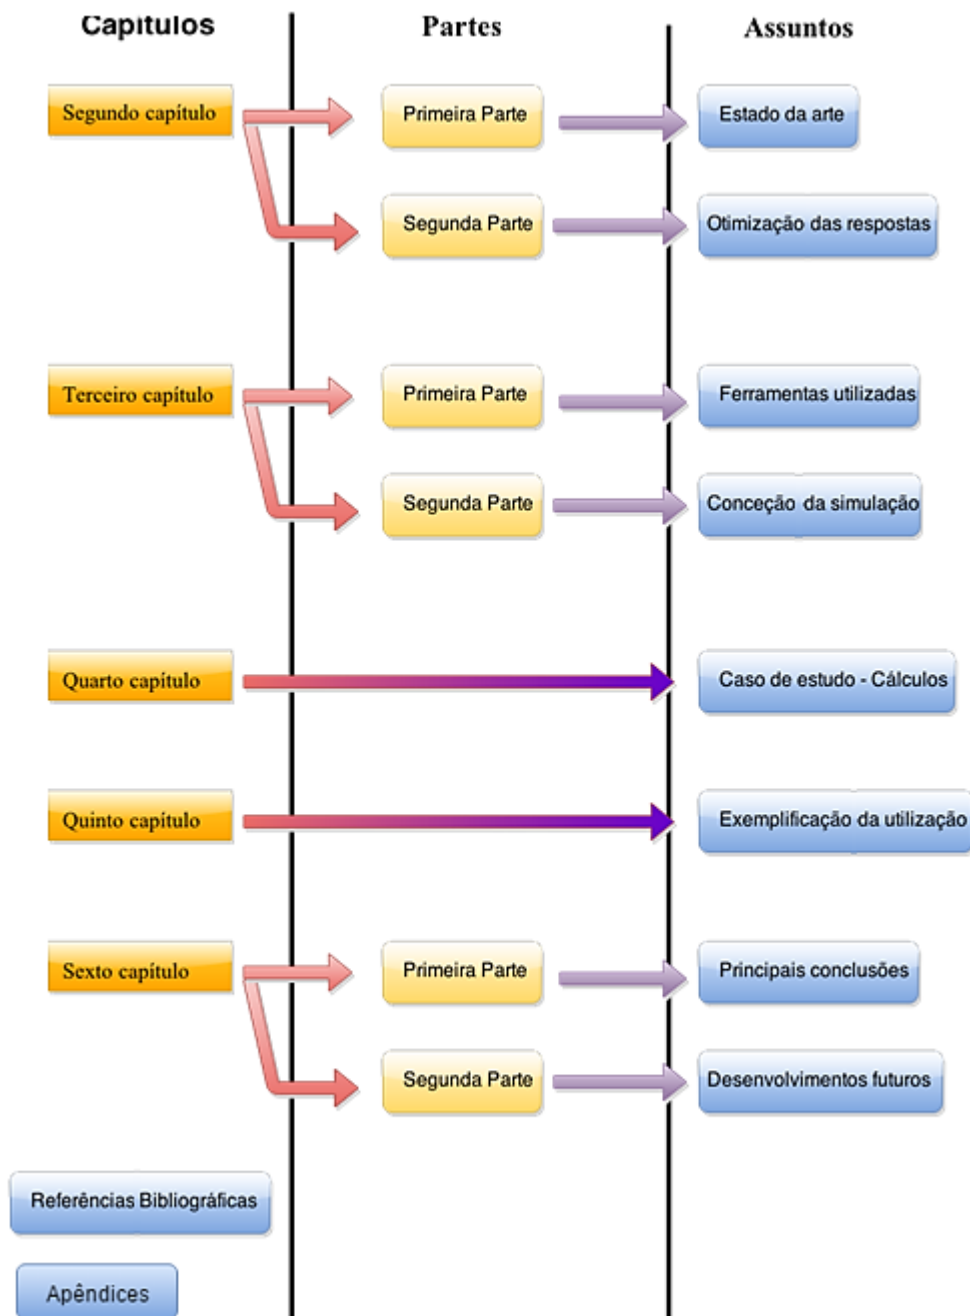 Capítulos
Partes
Assuntos
Segundo capítulo
Primeira Parte
Estado da arte
Segunda Parte
Otimização das respostas
Terceiro capítulo
Primeira Parte
Ferramentas utilizadas
Segunda Parte
Conceção da simulação
Quarto capítulo
Caso de estudo - Cálculos
Quinto capítulo
Exemplificação da utilização
Sexto capítulo
Primeira Parte
Principais conclusões
Segunda Parte
Desenvolvimentos futuros
Referências Bibliográficas
Apêndices